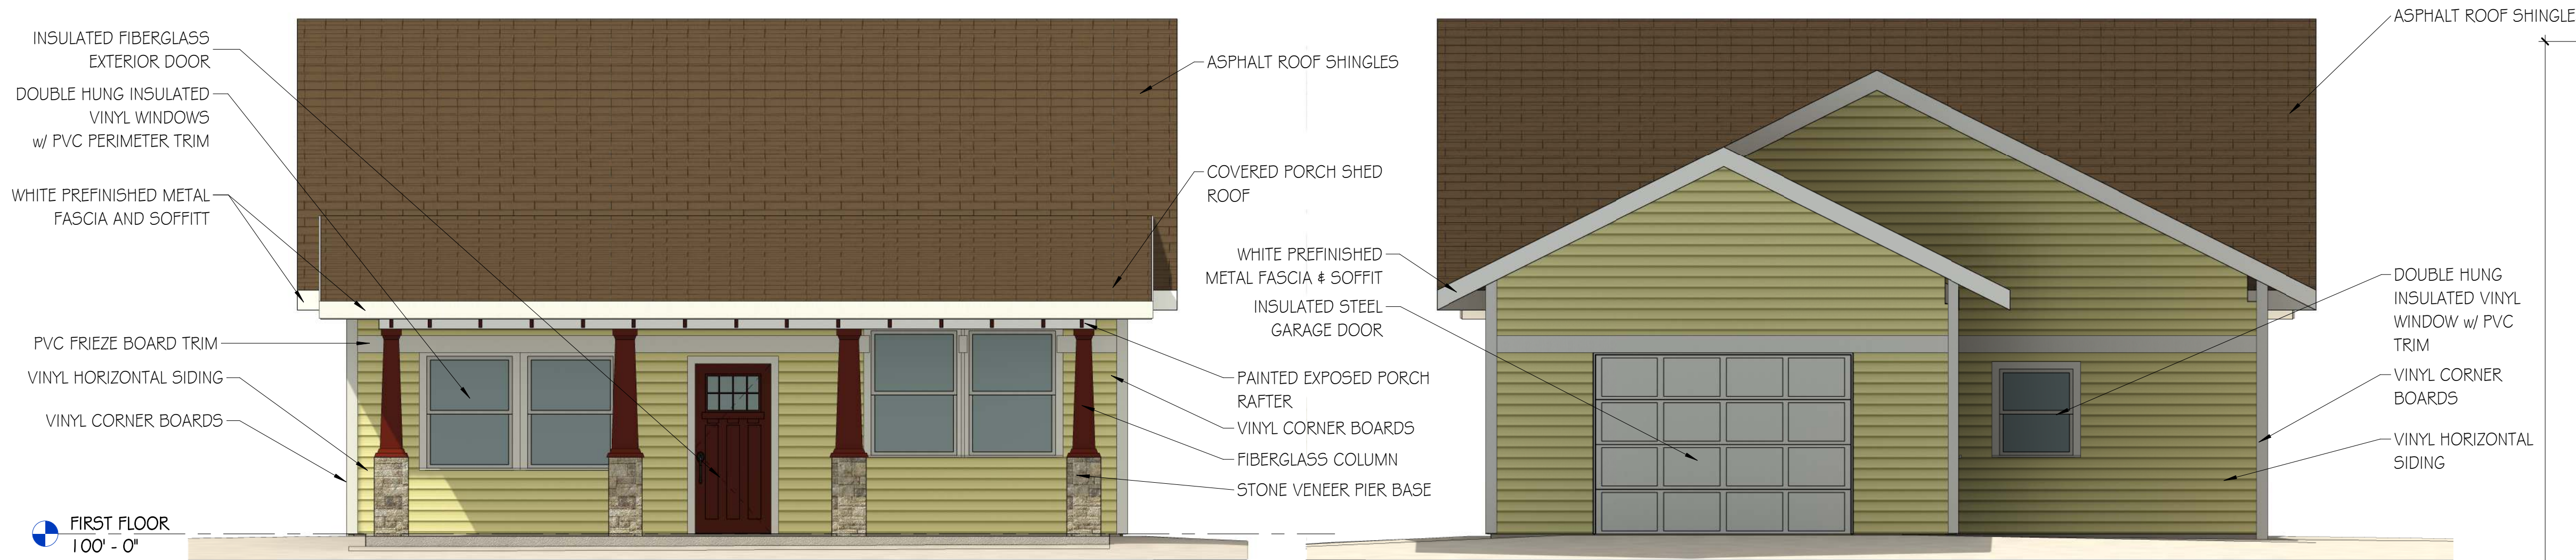 INSULATED FIBERGLASS
EXTERIOR DOOR
DOUBLE HUNG INSULATED
VINYL WINDOWS
w/ PVC PERIMETER TRIM
WHITE PREFINISHED METAL
FASCIA AND SOFFITT
PVC FRIEZE BOARD TRIM
VINYL HORIZONTAL SIDING
VINYL CORNER BOARDS
FIRST FLOOR
100' - 0"
ASPHALT ROOF SHINGLES
COVERED PORCH SHED
ROOF
PAINTED EXPOSED PORCH
RAFTER
VINYL CORNER BOARDS
FIBERGLASS COLUMN
STONE VENEER PIER BASE
WHITE PREFINISHED
METAL FASCIA & SOFFIT
INSULATED STEEL
GARAGE DOOR
ASPHALT ROOF SHINGLE
DOUBLE HUNG
INSULATED VINYL
WINDOW w/ PVC
TRIM
VINYL CORNER
BOARDS
VINYL HORIZONTAL
SIDING